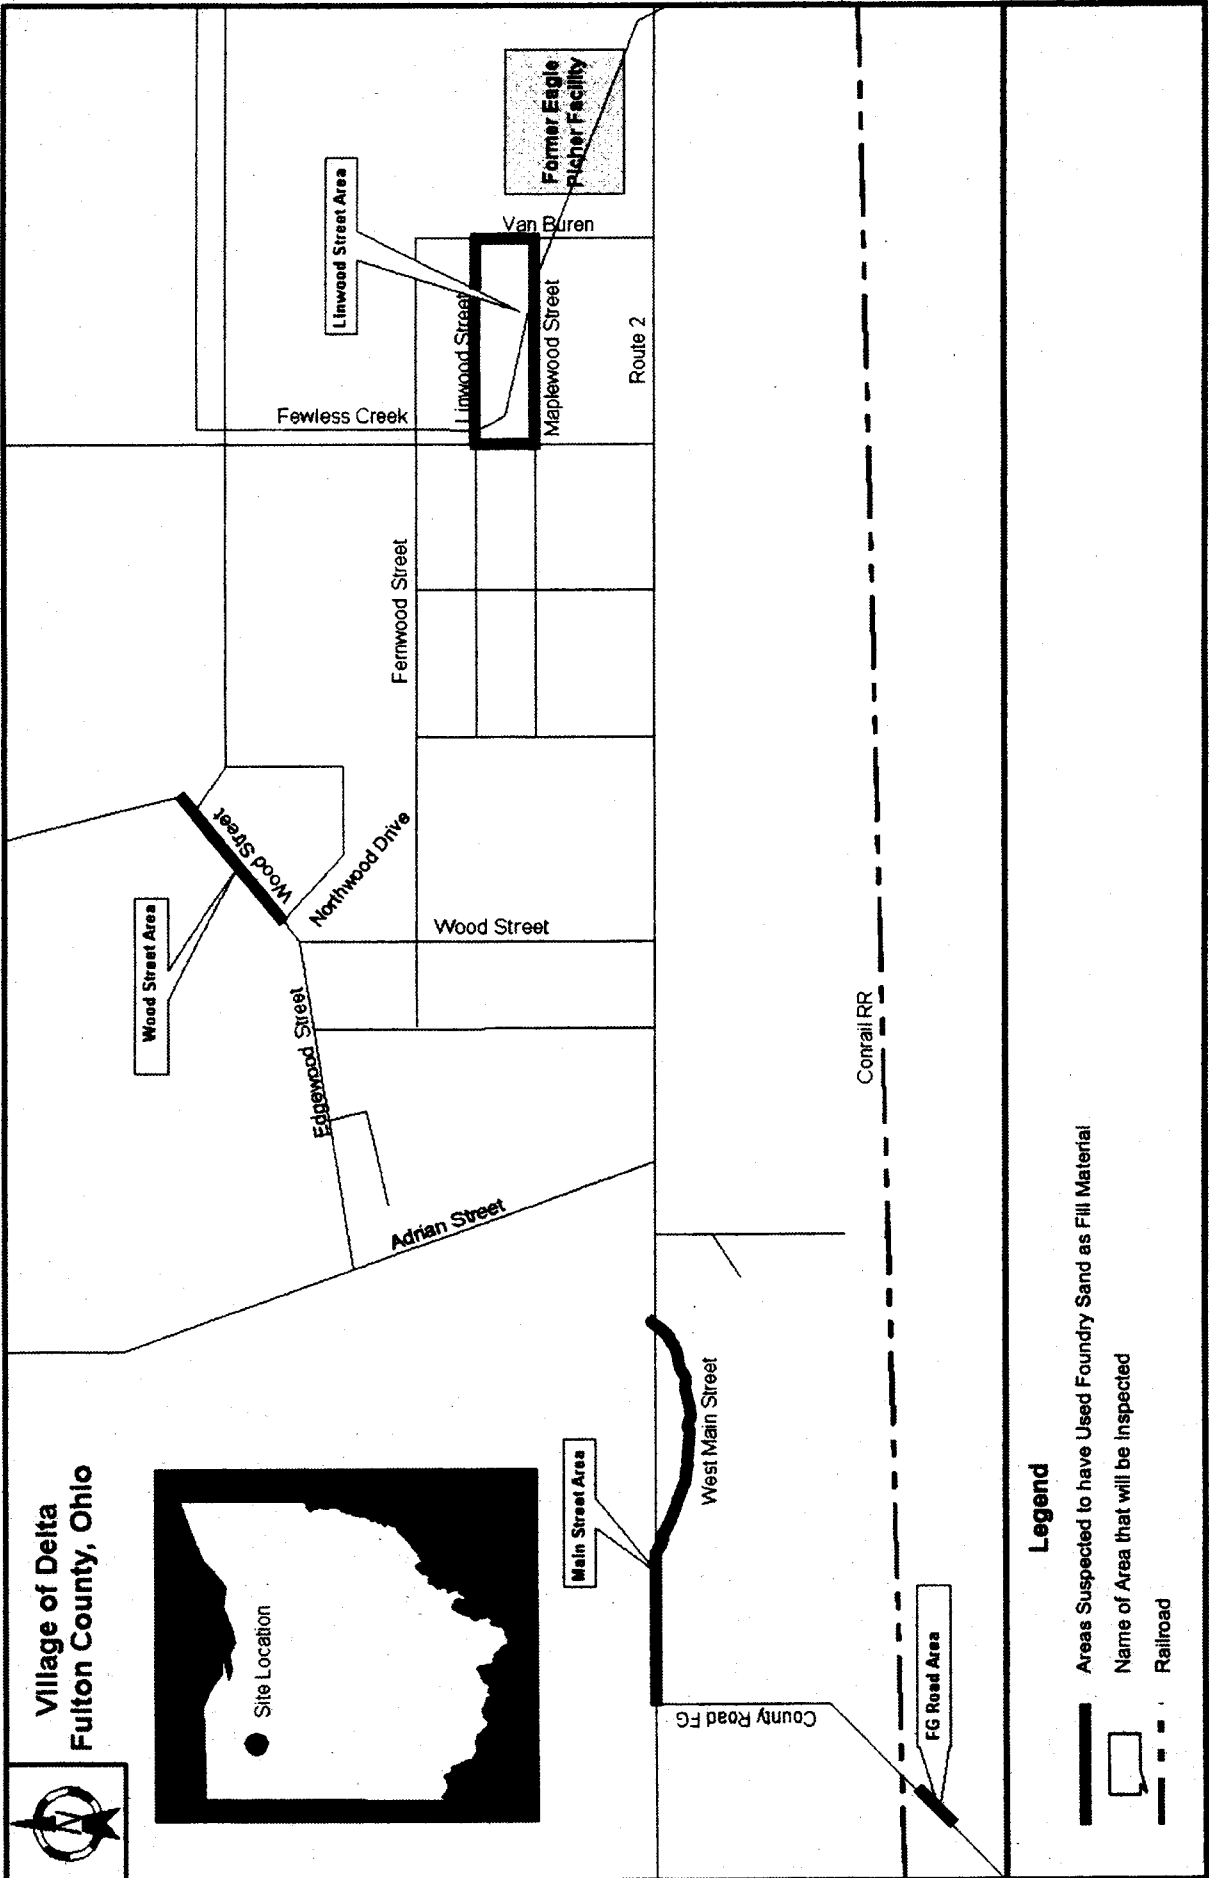 Village of Delta
Fulton County, Ohio
N
Site Location
Wood Street Area
Wood Street
Northwood Drive
Edgewood Street
Adrian Street
Fernwood Street
Wood Street
Fewless Creek
Linwood Street Area
Linwood Street
Maplewood Street
Van Buren
Former Eagle
Picher Facility
Route 2
Main Street Area
West Main Street
County Road FG
FG Road Area
Conrail RR
Legend
Areas Suspected to have Used Foundry Sand as Fill Material
Name of Area that will be Inspected
Railroad